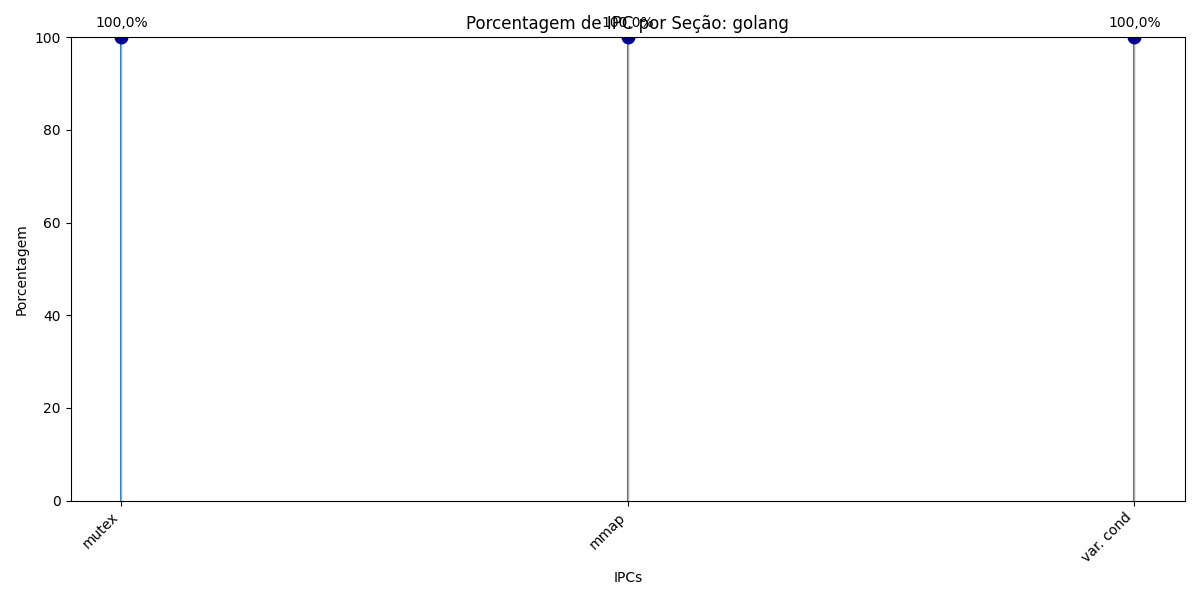 Porcentagem de IPC por Seção: golang
100,0%
100,0%
100,0%
Porcentagem
100
80
60
40
20
0
mutex
mmap
var. cond
IPCs